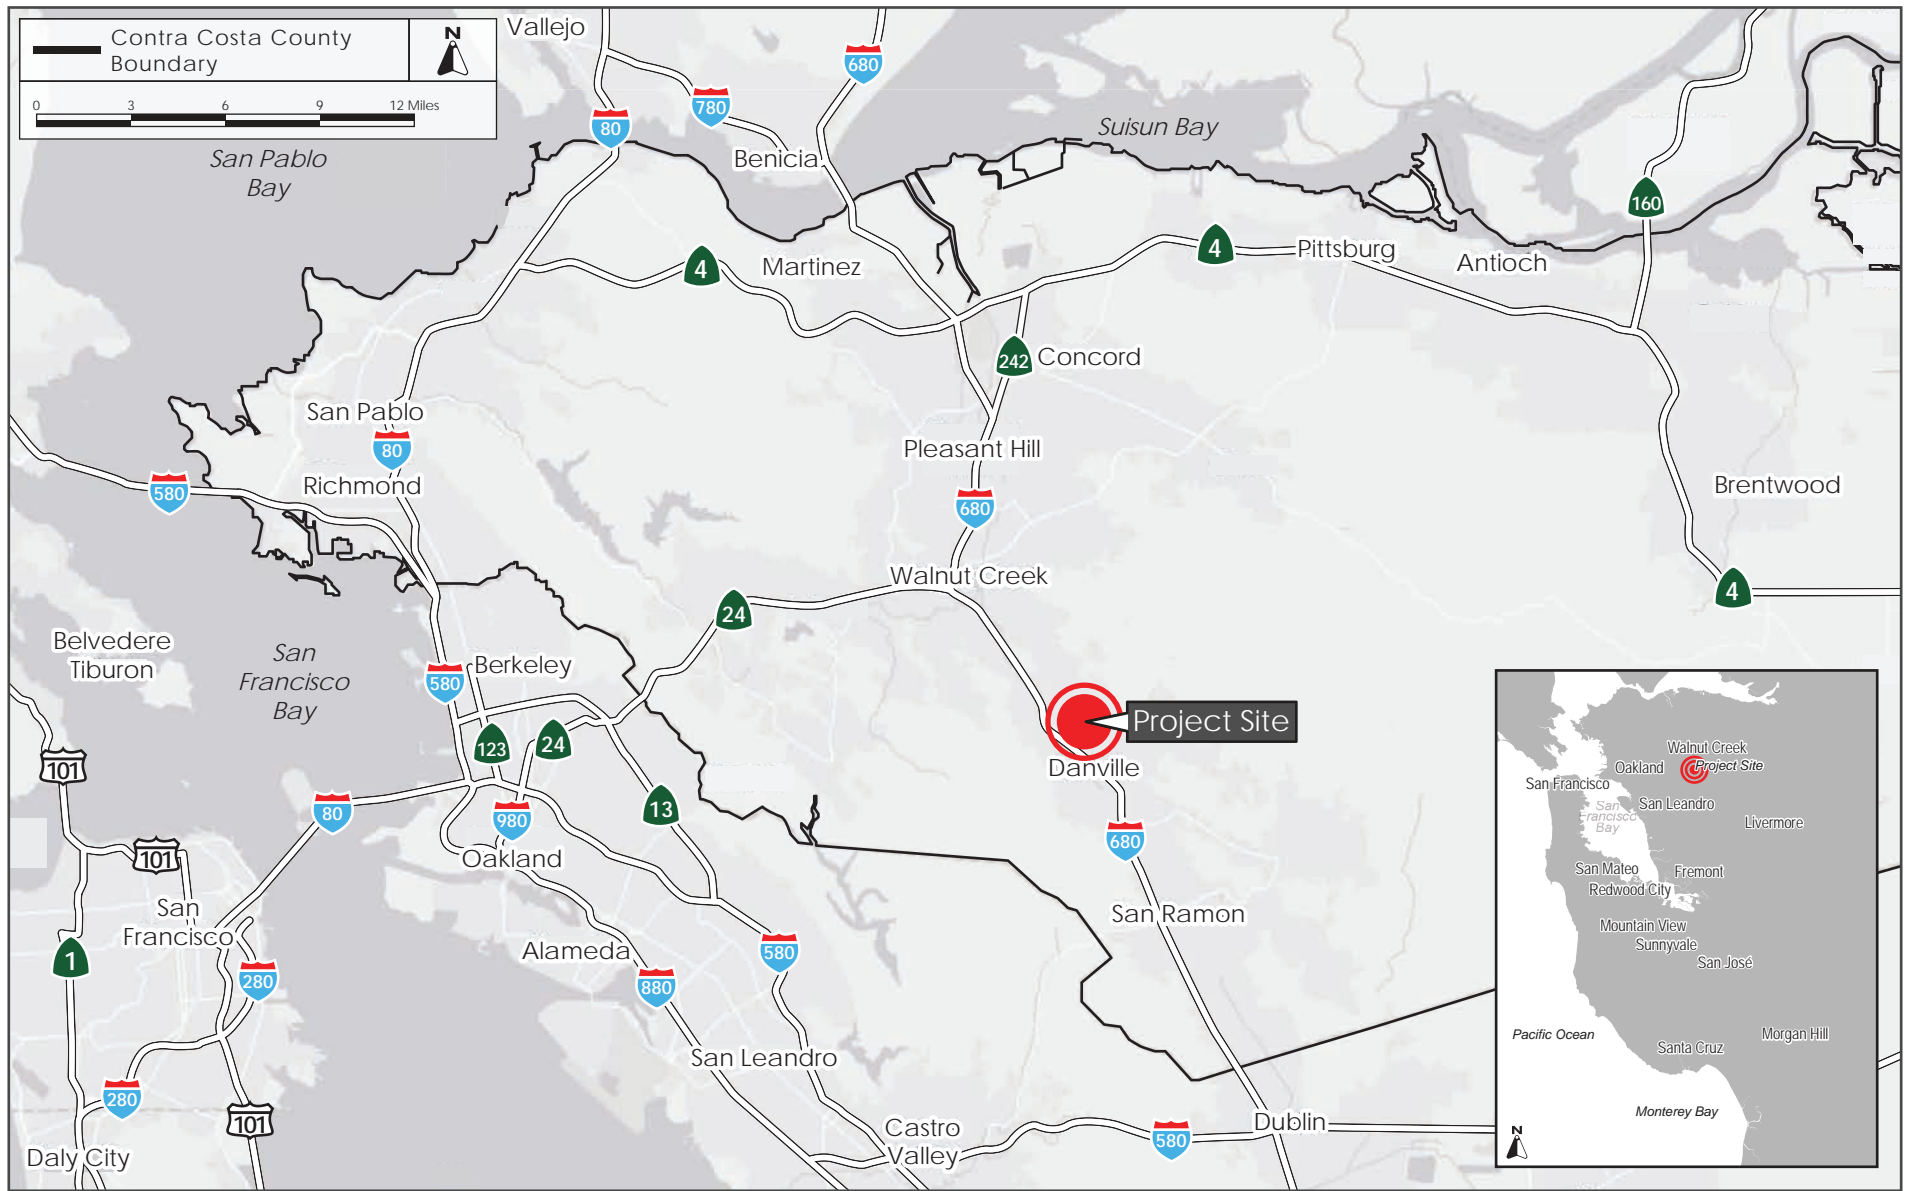 Contra Costa County
Boundary
N
0 3 6 9 12 Miles
Vallejo
680
780
80
Benicia
Suisun Bay
San Pablo
Bay
160
4
Martinez
4
Pittsburg
Antioch
242
Concord
San Pablo
80
Pleasant Hill
Richmond
580
680
Brentwood
Walnut Creek
4
24
Belvedere
Tiburon
San
Francisco
Bay
Berkeley
580
123
24
Project Site
Danville
101
80
980
13
680
101
Oakland
San
Francisco
San Ramon
Alameda
580
1
280
880
San Leandro
280
101
Castro
Valley
580
Dublin
Daly City
Walnut Creek
Oakland
Project Site
San Francisco
San
Francisco
Bay
San Leandro
Livermore
San Mateo
Fremont
Redwood City
Mountain View
Sunnyvale
San José
Pacific Ocean
Morgan Hill
Santa Cruz
Monterey Bay
N